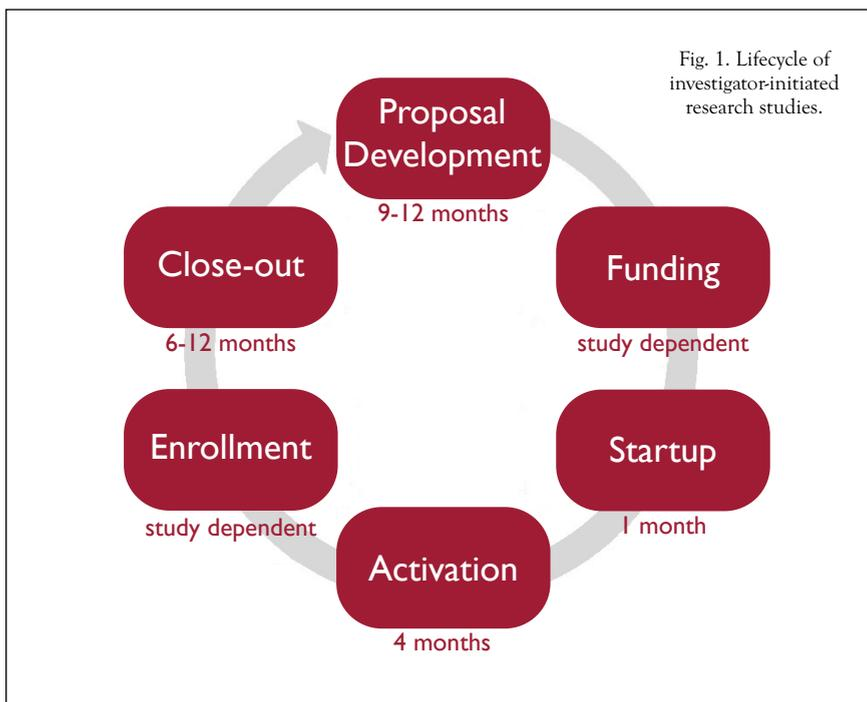 Fig. 1. Lifecycle of
investigator-initiated
research studies.
Proposal
Development
9-12 months
Funding
study dependent
Startup
1 month
Activation
4 months
Enrollment
study dependent
Close-out
6-12 months